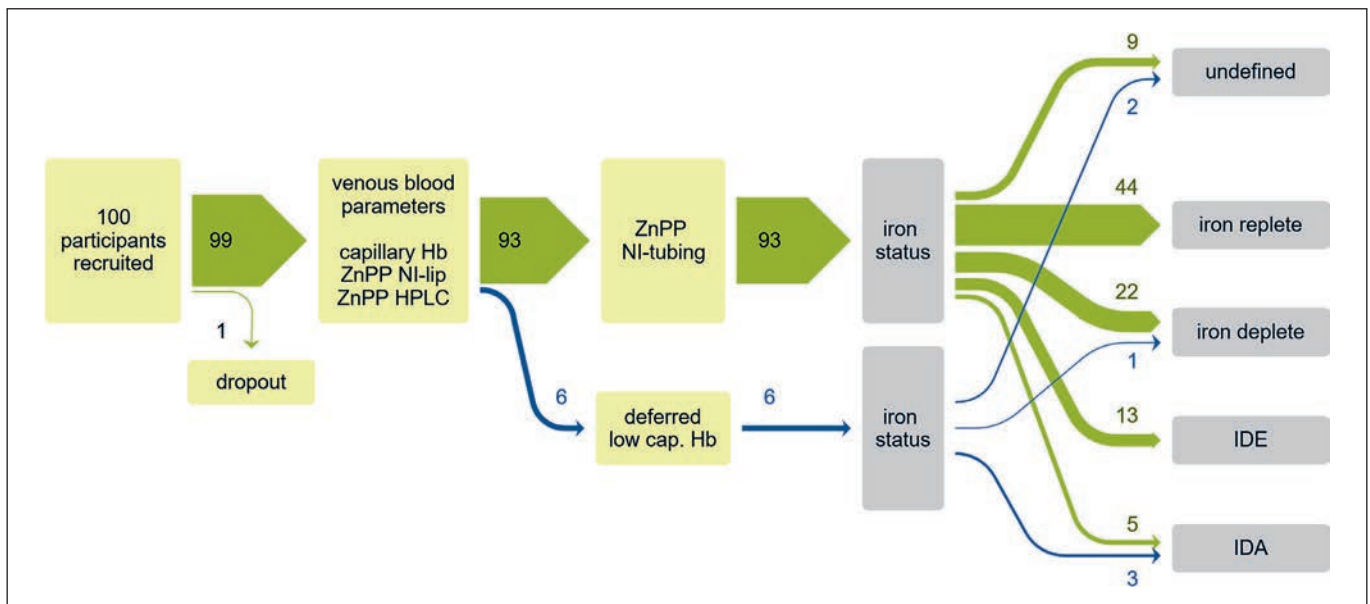 100
participants
recruited
99
1
dropout
venous blood
parameters
capillary Hb
ZnPP NI-lip
ZnPP HPLC
93
6
ZnPP
NI-tubing
93
deferred
low cap. Hb
6
iron
status
iron
status
9
2
undefined
44
iron replete
22
1
iron deplete
13
IDE
5
3
IDA